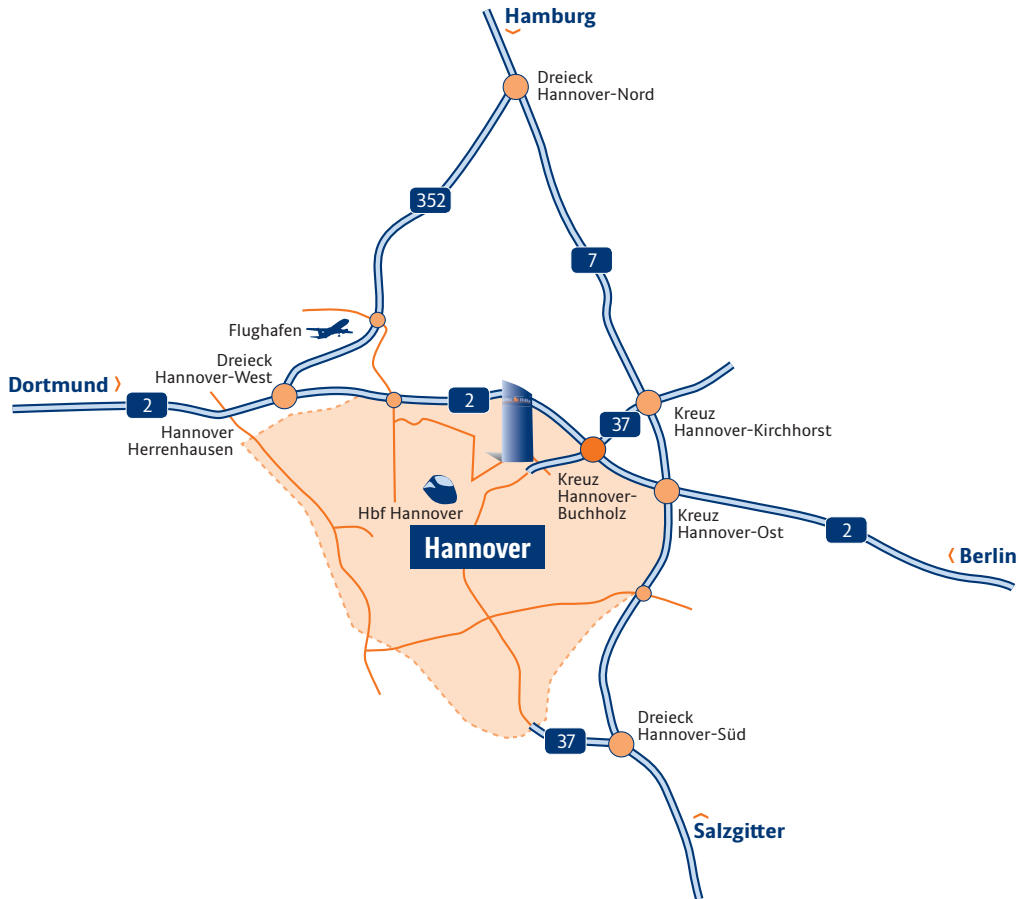 Hamburg
Dreieck
Hannover-Nord
352
7
Flughafen
Dreieck
Hannover-West
Dortmund
2
2
37
Kreuz
Hannover-Kirchhorst
Hannover
Herrenhausen
Kreuz
Hannover-
Buchholz
Hbf Hannover
Kreuz
Hannover-Ost
2
Hannover
Berlin
Dreieck
Hannover-Süd
37
Salzgitter